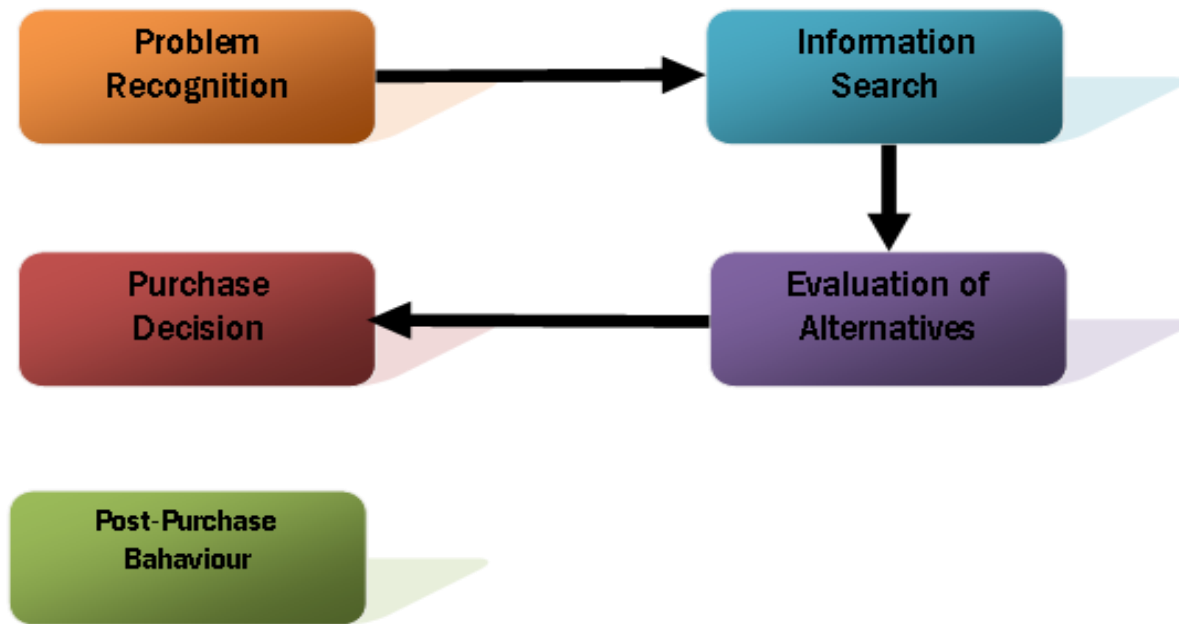 Problem
Recognition
Information
Search
Evaluation of
Alternatives
Purchase
Decision
Post-Purchase
Bahaviour